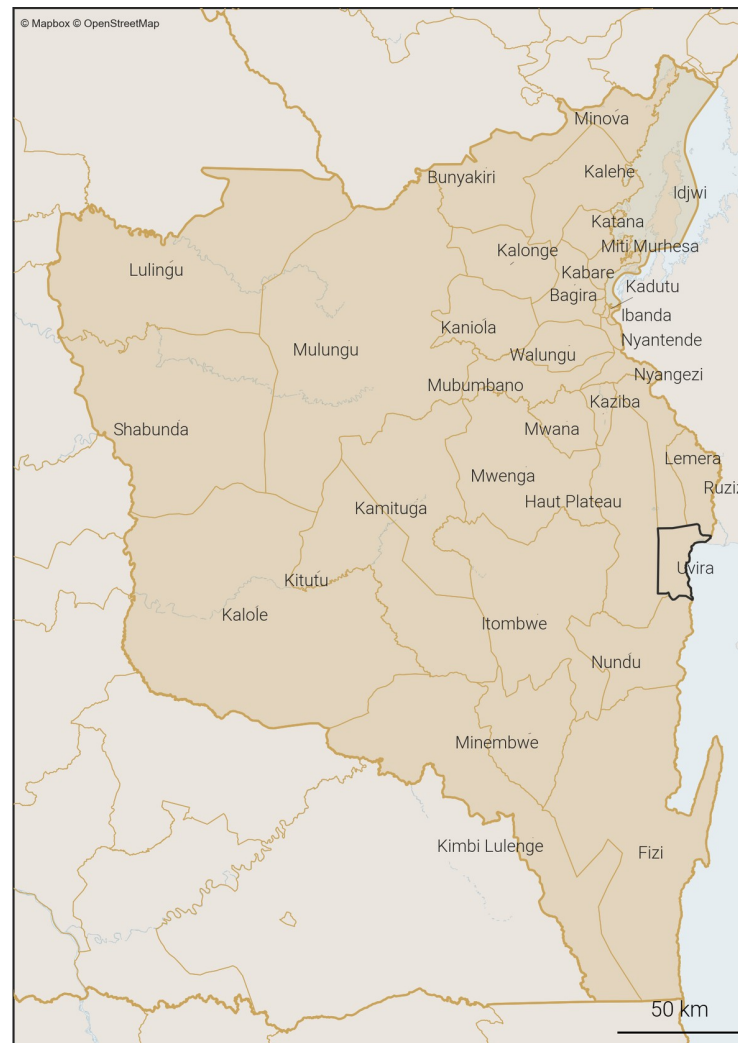 © Mapbox © OpenStreetMap
Minova
Bunyakiri
Kalehe
Idjwi
Katana
Kalonge
Miti Murhesa
Lulingu
Kabare
Kadutu
Bagira
Ibanda
Kaniola
Nyantende
Mulungu
Walungu
Nyangezi
Mubumbano
Kaziba
Shabunda
Mwana
Lemera
Mwenga
Ruziz
Haut Plateau
Kamituga
Uvira
Kitutu
Kalole
Itombwe
Nundu
Minembwe
Kimbi Lulenge
Fizi
50 km